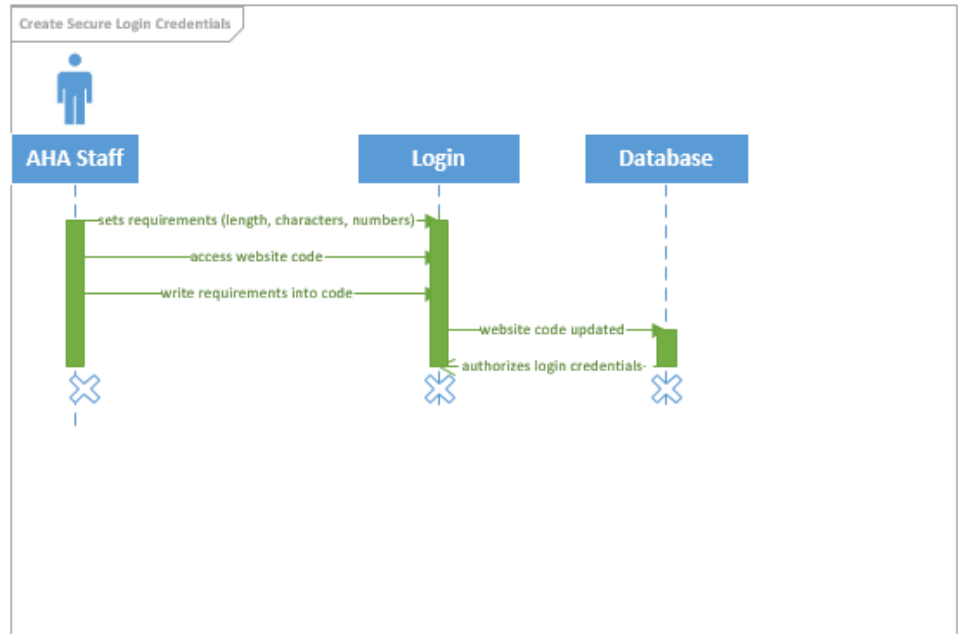 Create Secure Login Credentials
AHA Staff
Login
Database
sets requirements (length, characters, numbers)
access website code
write requirements into code
website code updated
authorizes login credentials